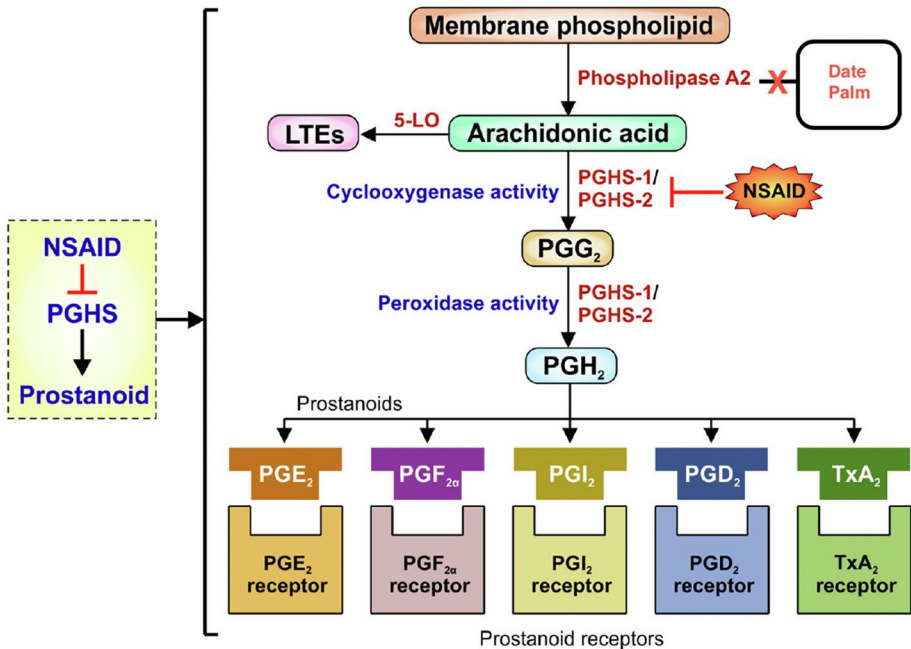 Membrane phospholipid
Phospholipase A2
Date
Palm
LTEs
5-LO
Arachidonic acid
Cyclooxygenase activity
PGHS-1/
PGHS-2
NSAID
NSAID
PGHS
Prostanoid
PGG₂
Peroxidase activity
PGHS-1/
PGHS-2
PGH₂
Prostanoids
PGE₂
PGF₂α
PGI₂
PGD₂
TxA₂
PGE₂
receptor
PGF₂α
receptor
PGI₂
receptor
PGD₂
receptor
TxA₂
receptor
Prostanoid receptors